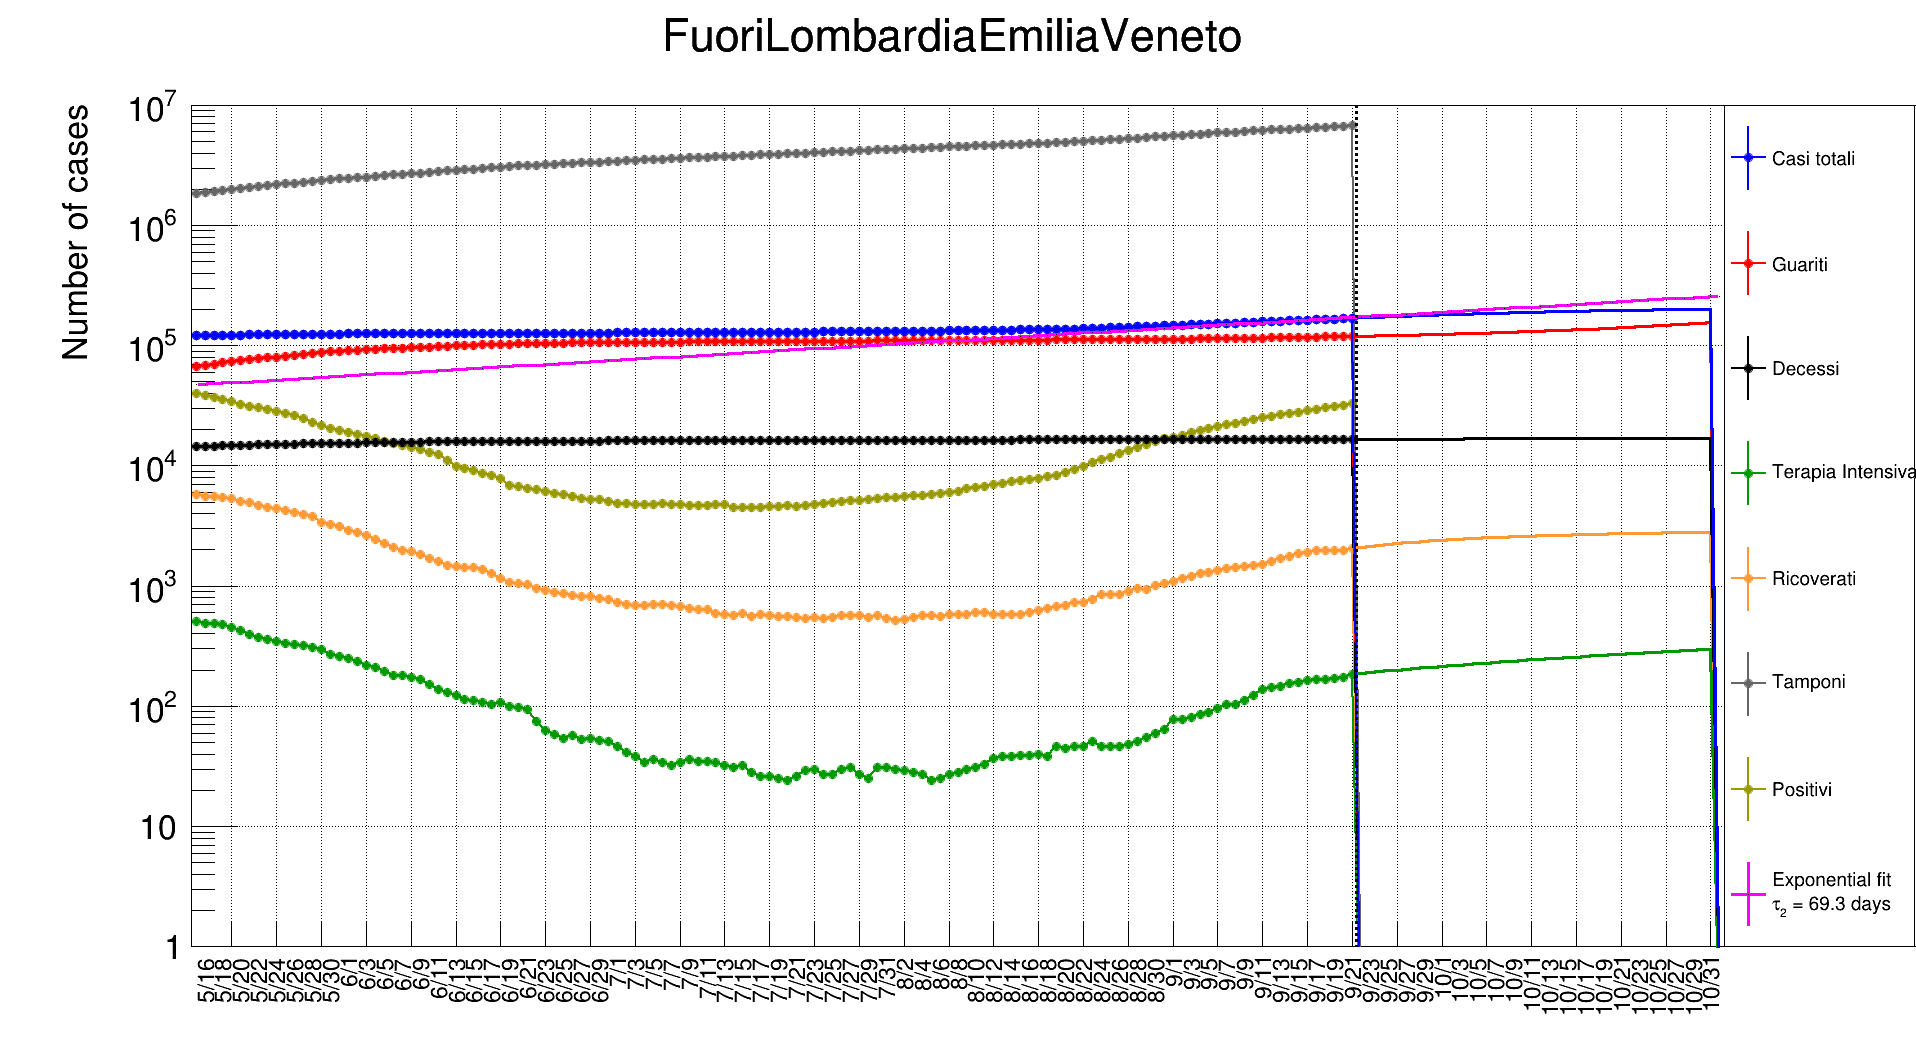 FuoriLombardiaEmiliaVeneto
Number of cases
10^7
10^6
10^5
10^4
10^3
10^2
10
1
5/16 5/18 5/20 5/22 5/24 5/26 5/28 5/30 6/1 6/3 6/5 6/7 6/9 6/11 6/13 6/15 6/17 6/19 6/21 6/23 6/25 6/27 6/29 7/1 7/3 7/5 7/7 7/9 7/11 7/13 7/15 7/17 7/19 7/21 7/23 7/25 7/27 7/29 7/31 8/2 8/4 8/6 8/8 8/10 8/12 8/14 8/16 8/18 8/20 8/22 8/24 8/26 8/28 8/30 9/1 9/3 9/5 9/7 9/9 9/11 9/13 9/15 9/17 9/19 9/21 9/23 9/25 9/27 9/29 10/1 10/3 10/5 10/7 10/9 10/11 10/13 10/15 10/17 10/19 10/21 10/23 10/25 10/27 10/29 10/31
Casi totali
Guariti
Decessi
Terapia Intensiva
Ricoverati
Tamponi
Positivi
Exponential fit
τ₂ = 69.3 days